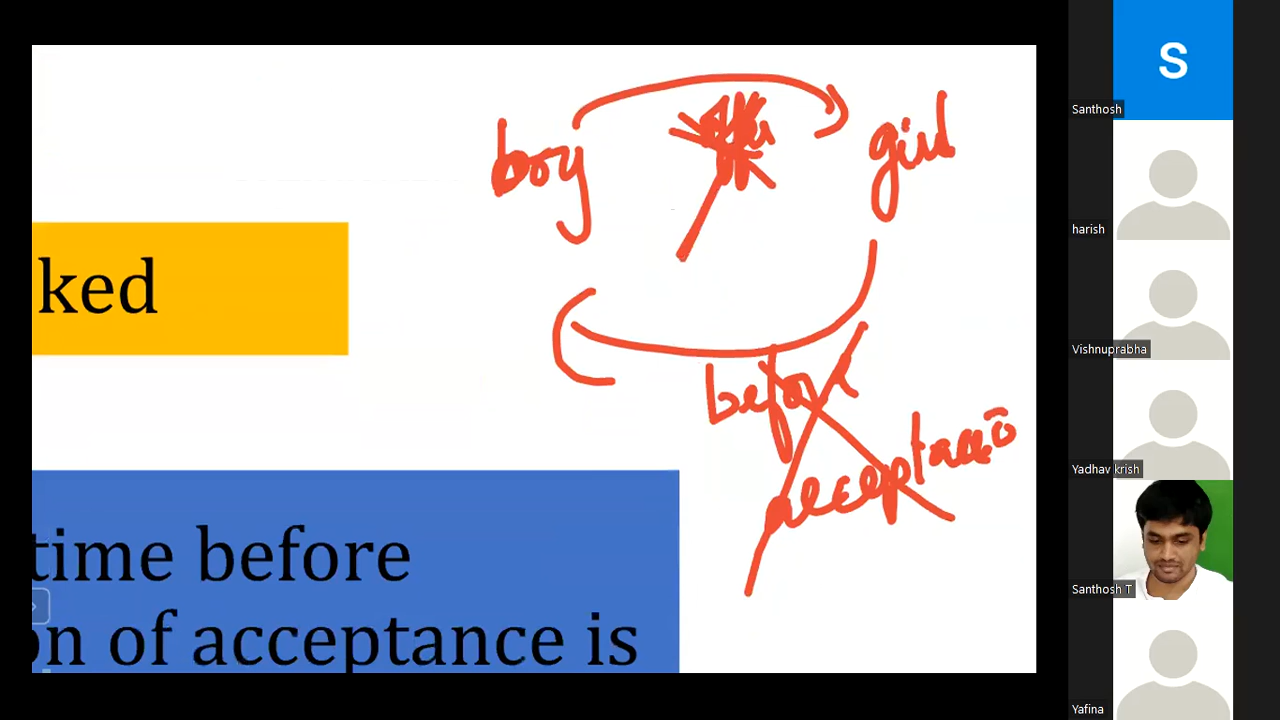 boy
girl
ked
before
acceptance
time before
on of acceptance is
S
Santhosh
harish
Vishnuprabha
Yadhav krish
Santhosh T
Yafina